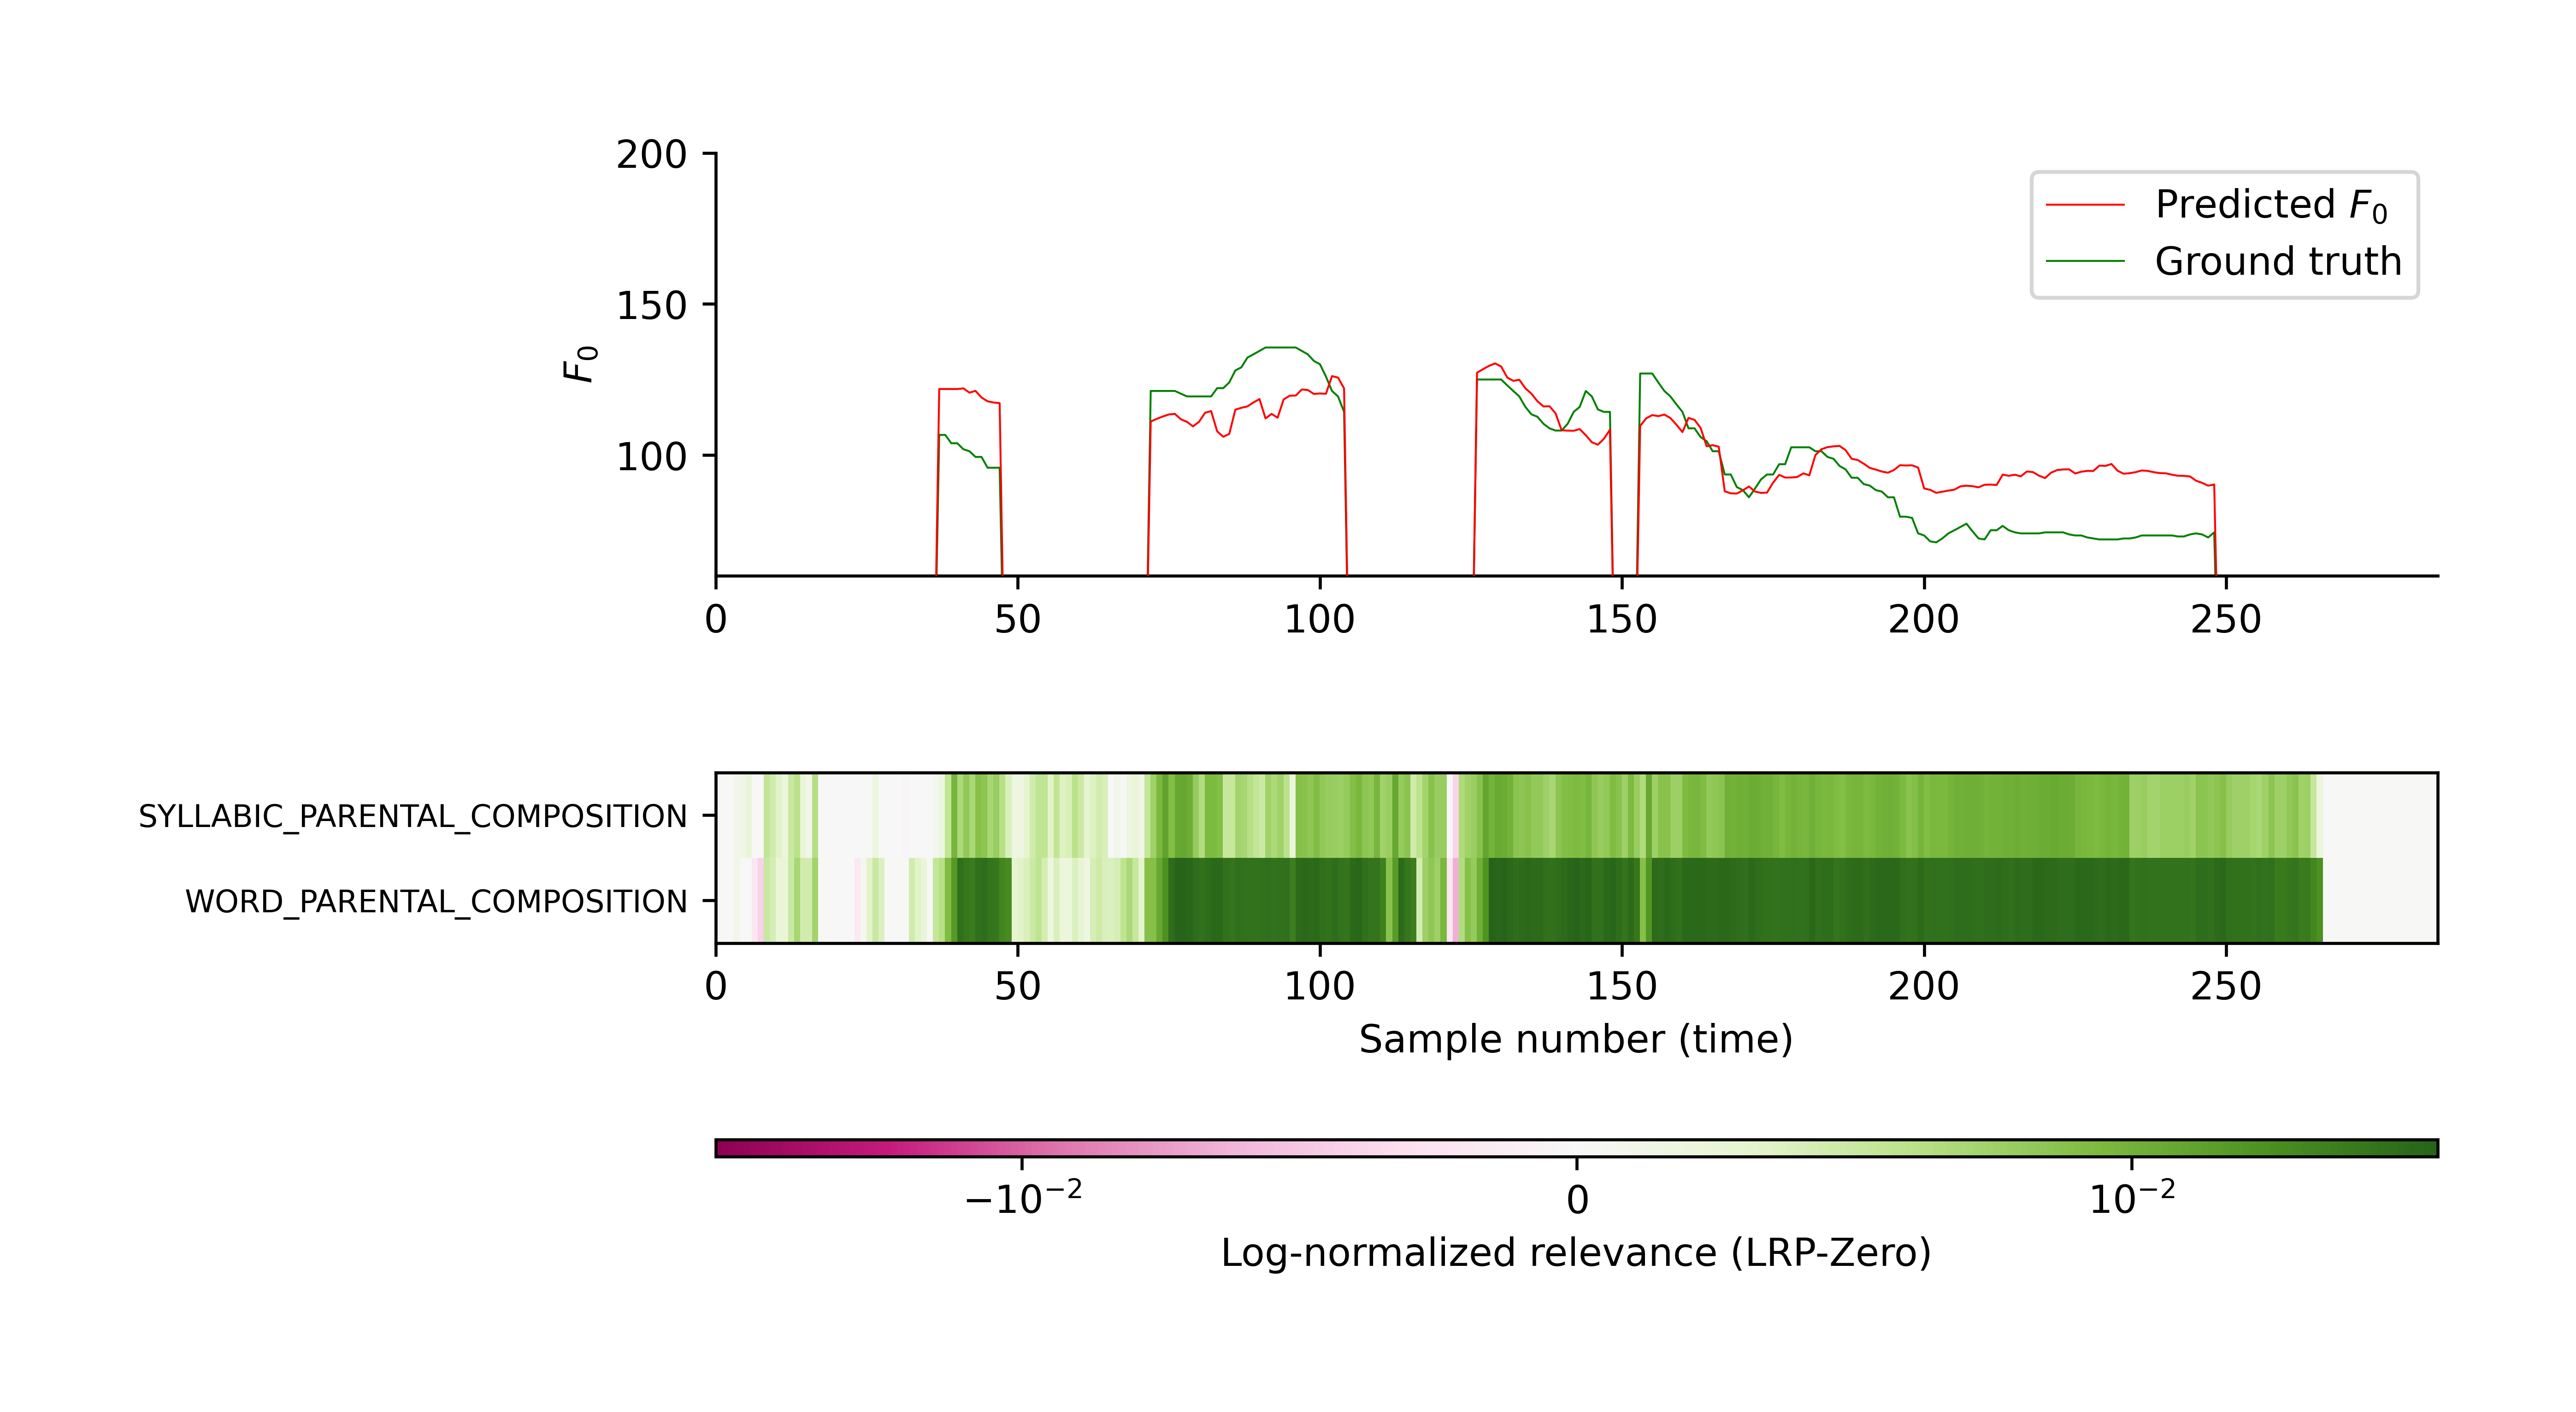 200
150
100
F₀
Predicted F₀
Ground truth
0 50 100 150 200 250
SYLLABIC_PARENTAL_COMPOSITION
WORD_PARENTAL_COMPOSITION
0 50 100 150 200 250
Sample number (time)
−10⁻² 0 10⁻²
Log-normalized relevance (LRP-Zero)